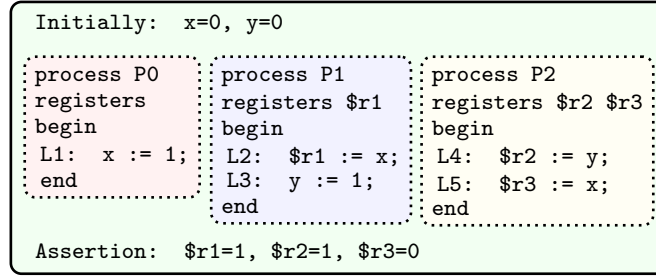 Initially: x=0, y=0
process P0
registers
begin
L1: x := 1;
end
process P1
registers $r1
begin
L2: $r1 := x;
L3: y := 1;
end
process P2
registers $r2 $r3
begin
L4: $r2 := y;
L5: $r3 := x;
end
Assertion: $r1=1, $r2=1, $r3=0